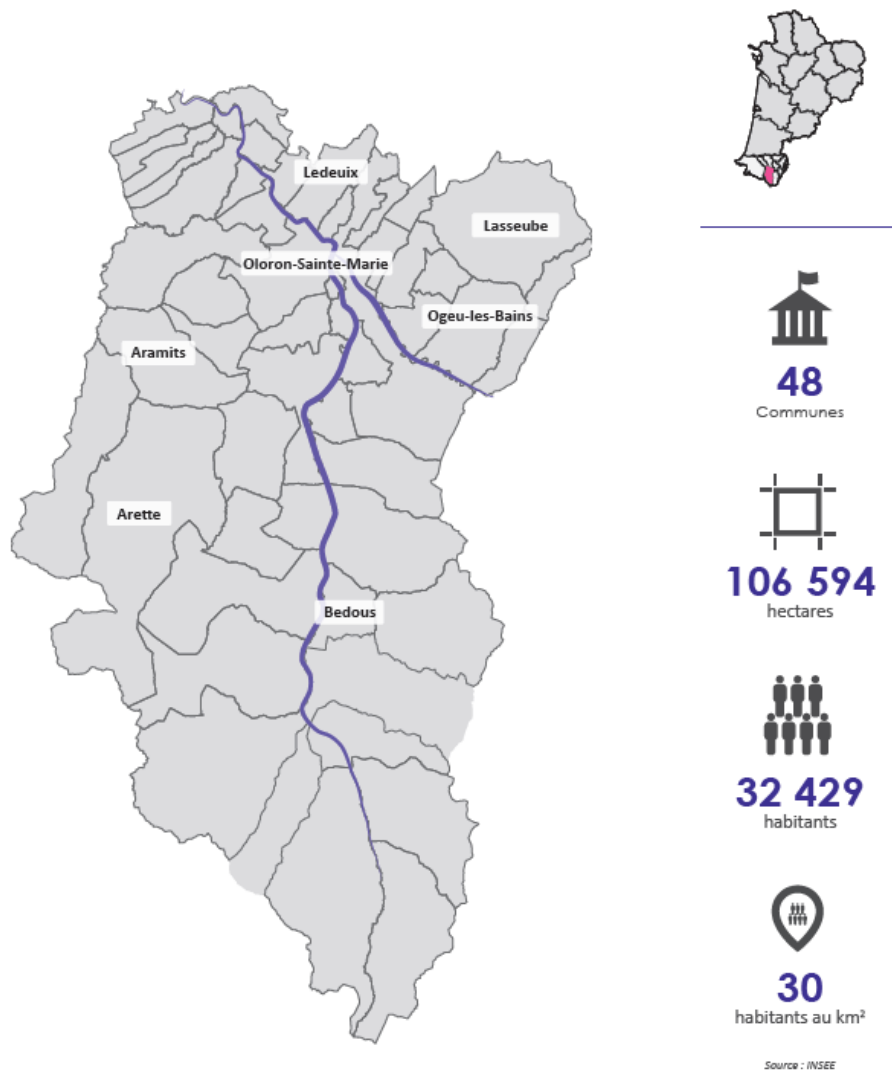 Ledeuix
Lasseube
Oloron-Sainte-Marie
Ogeu-les-Bains
Aramits
Arette
Bedous
48
Communes
106 594
hectares
32 429
habitants
30
habitants au km²
Source : INSEE